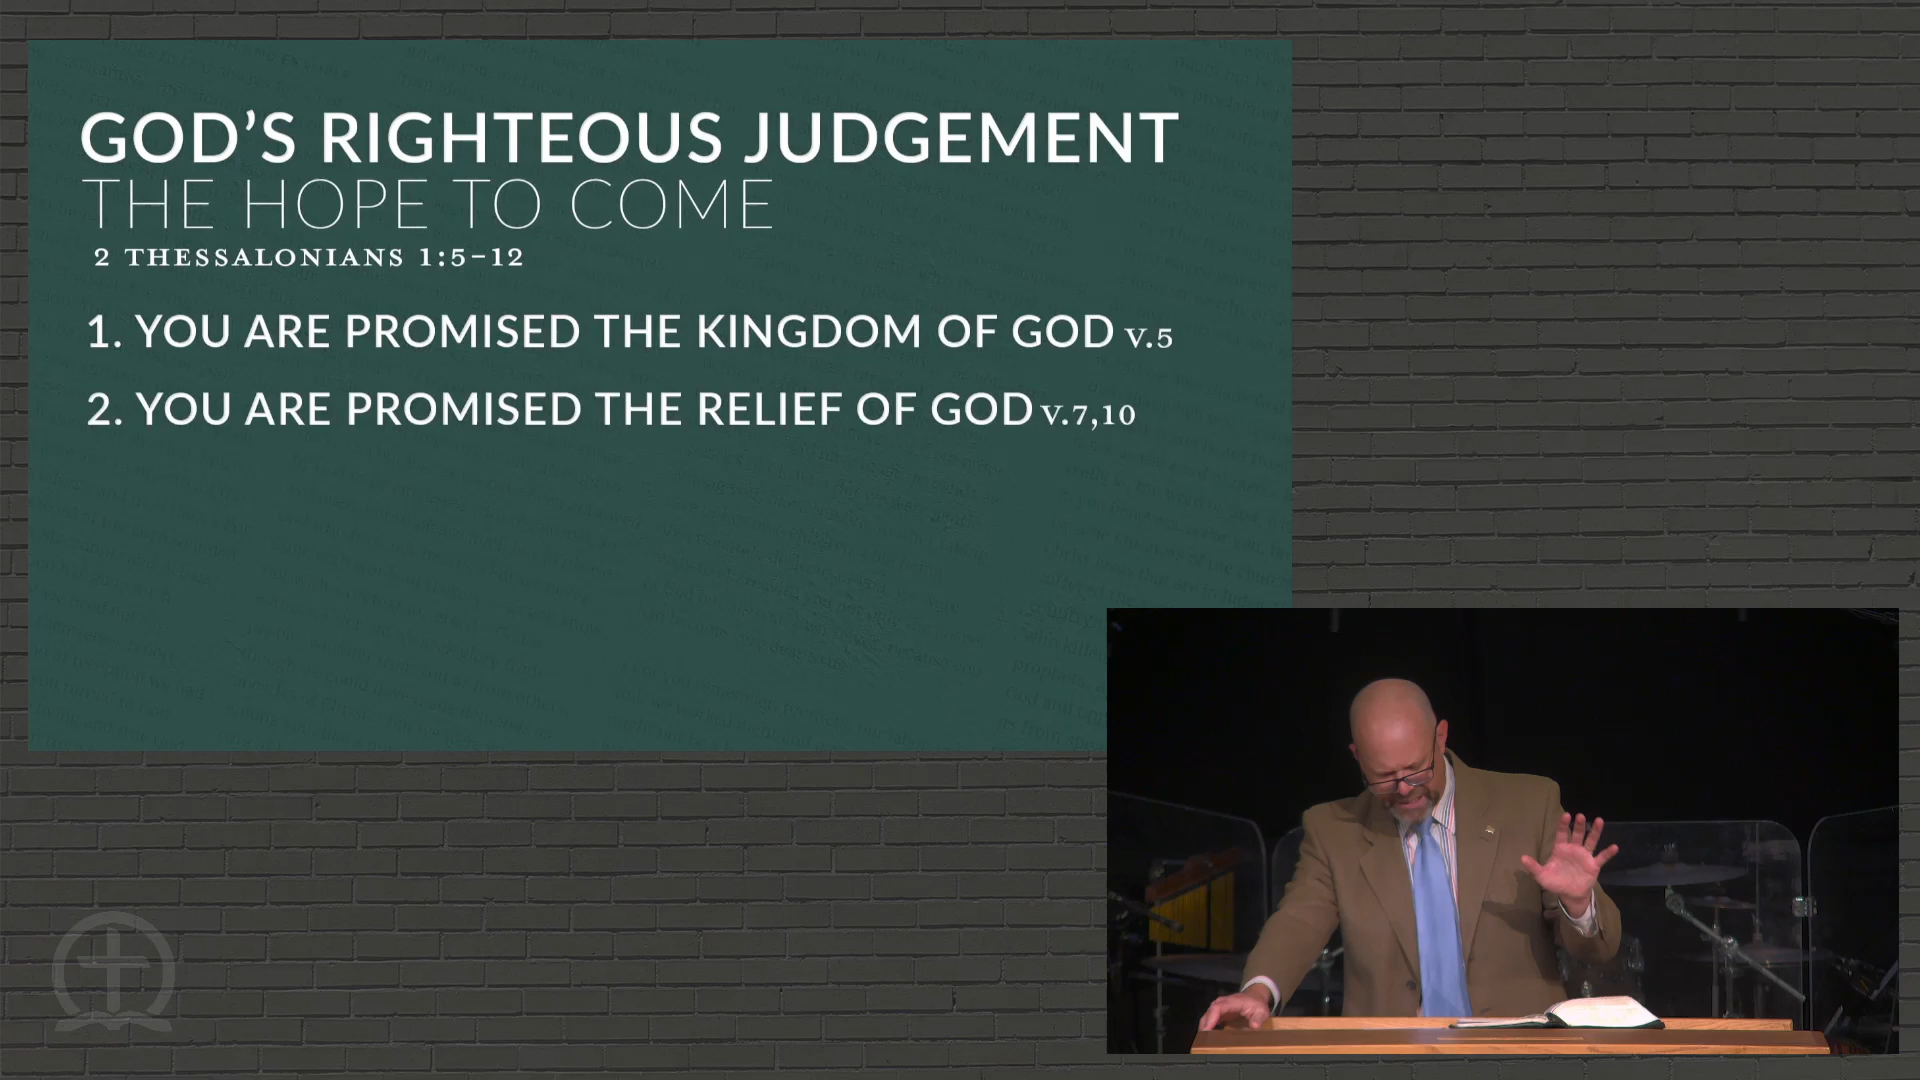 GOD’S RIGHTEOUS JUDGEMENT
THE HOPE TO COME
2 THESSALONIANS 1:5–12
1. YOU ARE PROMISED THE KINGDOM OF GOD V.5
2. YOU ARE PROMISED THE RELIEF OF GOD V.7,10